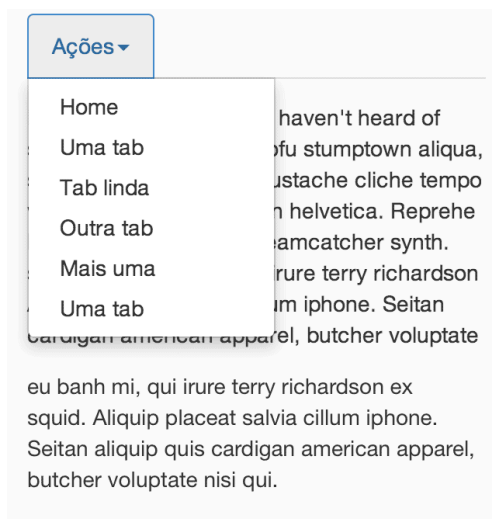 Ações
Home
haven't heard of
Uma tab
ofu stumptown aliqua,
Tab linda
ustache cliche tempo
Outra tab
helvetica. Reprehe
Mais uma
eamcatcher synth.
irure terry richardson
Uma tab
um iphone. Seitan
cardigan american apparel, butcher voluptate
eu banh mi, qui irure terry richardson ex
squid. Aliquip placeat salvia cillum iphone.
Seitan aliquip quis cardigan american apparel,
butcher voluptate nisi qui.